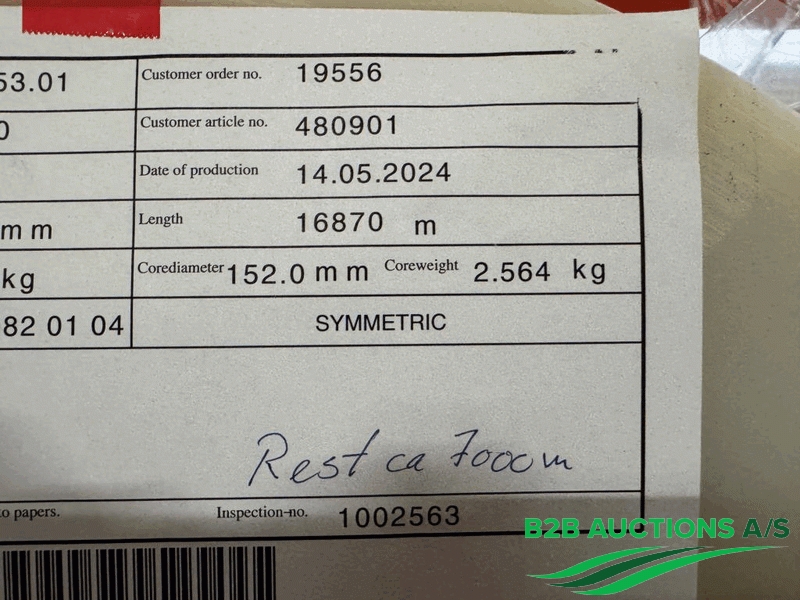 53.01 Customer order no. 19556
0 Customer article no. 480901
Date of production 14.05.2024
mm Length 16870 m
kg Corediameter 152.0 mm Coreweight 2.564 kg
82 01 04 SYMMETRIC
Rest ca 7000m
to papers. Inspection-no. 1002563
B2B AUCTIONS A/S